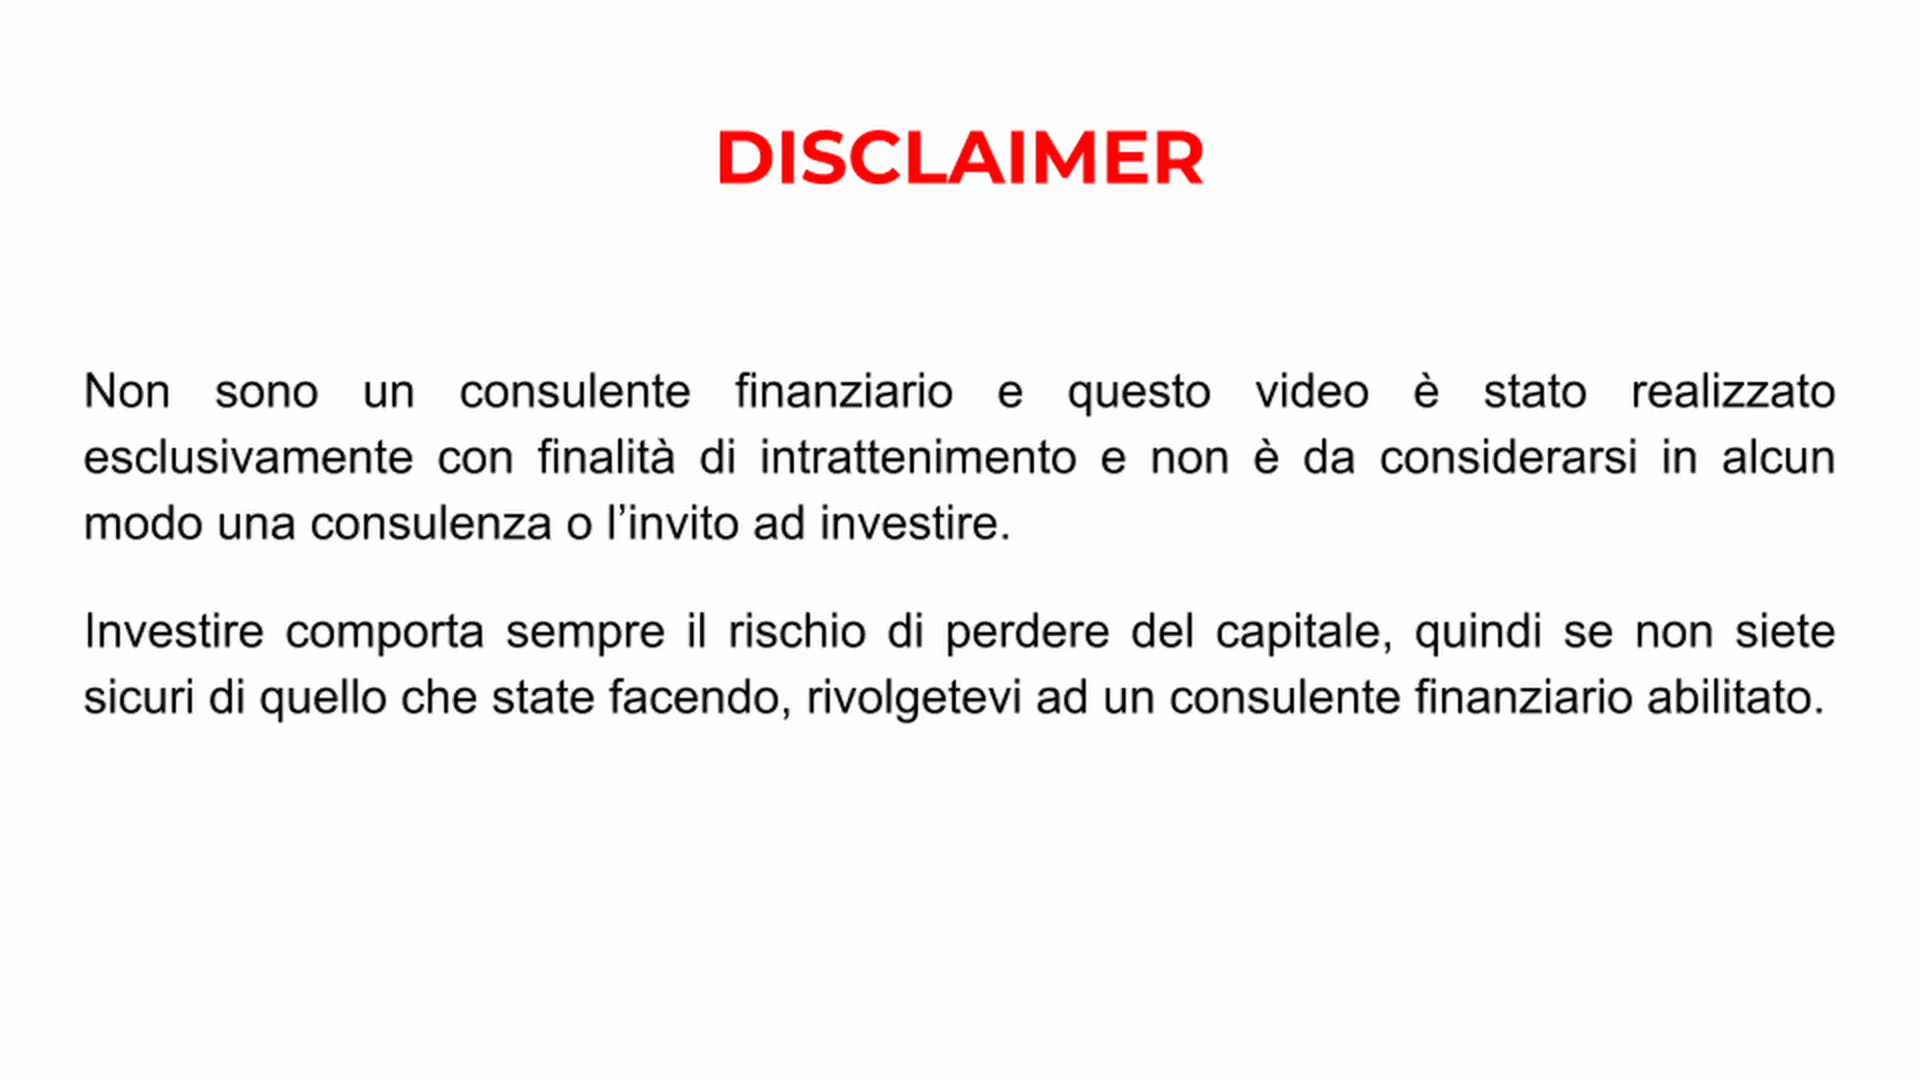 DISCLAIMER
Non sono un consulente finanziario e questo video è stato realizzato
esclusivamente con finalità di intrattenimento e non è da considerarsi in alcun
modo una consulenza o l’invito ad investire.
Investire comporta sempre il rischio di perdere del capitale, quindi se non siete
sicuri di quello che state facendo, rivolgetevi ad un consulente finanziario abilitato.